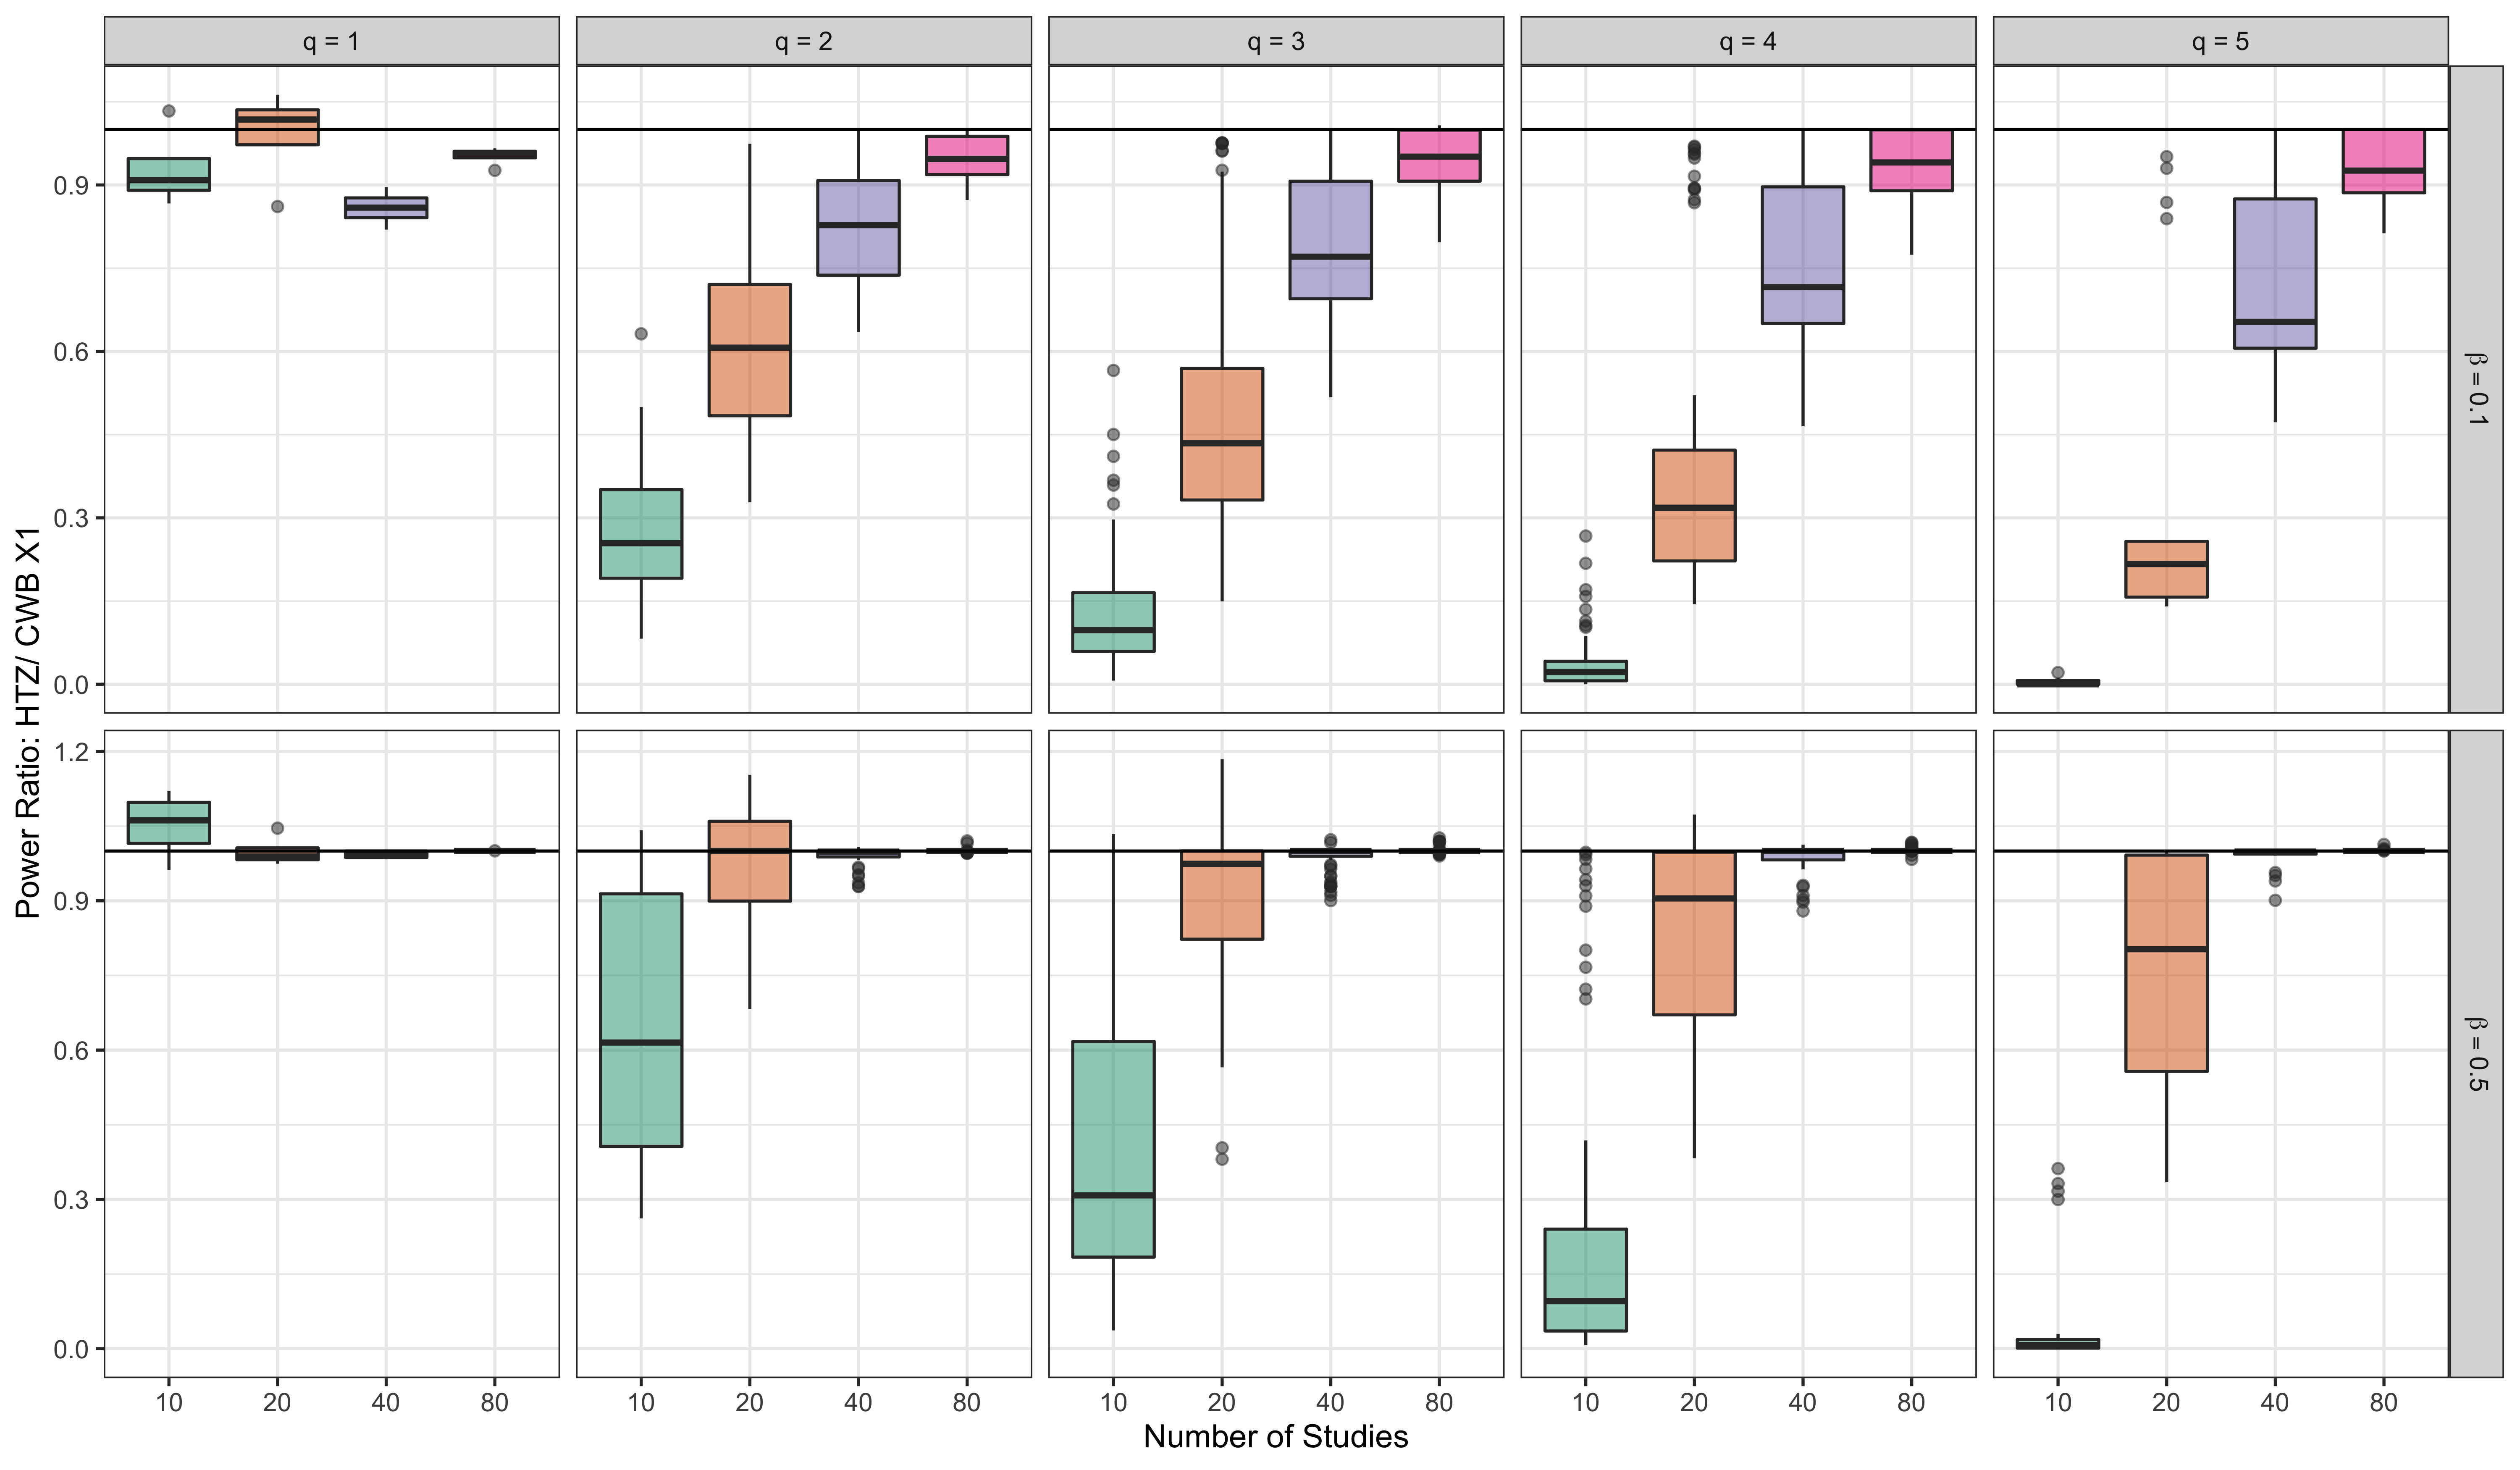 q = 1
q = 2
q = 3
q = 4
q = 5
0.9
0.6
0.3
0.0
β = 0.1
Power Ratio: HTZ/ CWB X1
1.2
0.9
0.6
0.3
0.0
β = 0.5
10 20 40 80
10 20 40 80
10 20 40 80
10 20 40 80
10 20 40 80
Number of Studies